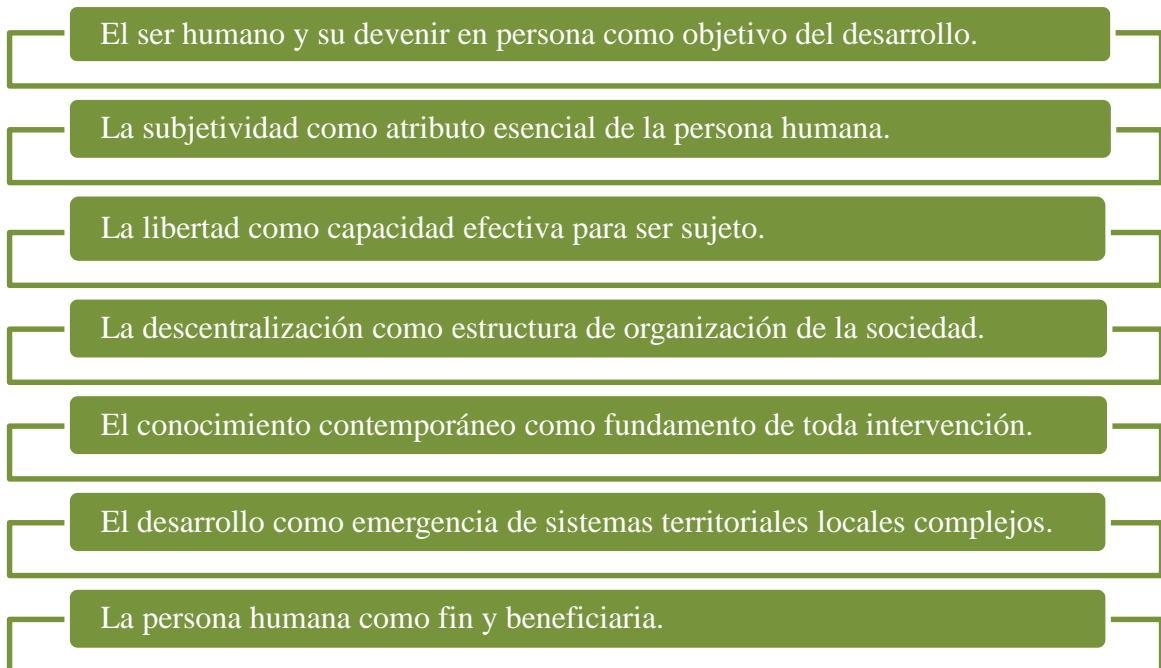 El ser humano y su devenir en persona como objetivo del desarrollo.
La subjetividad como atributo esencial de la persona humana.
La libertad como capacidad efectiva para ser sujeto.
La descentralización como estructura de organización de la sociedad.
El conocimiento contemporáneo como fundamento de toda intervención.
El desarrollo como emergencia de sistemas territoriales locales complejos.
La persona humana como fin y beneficiaria.